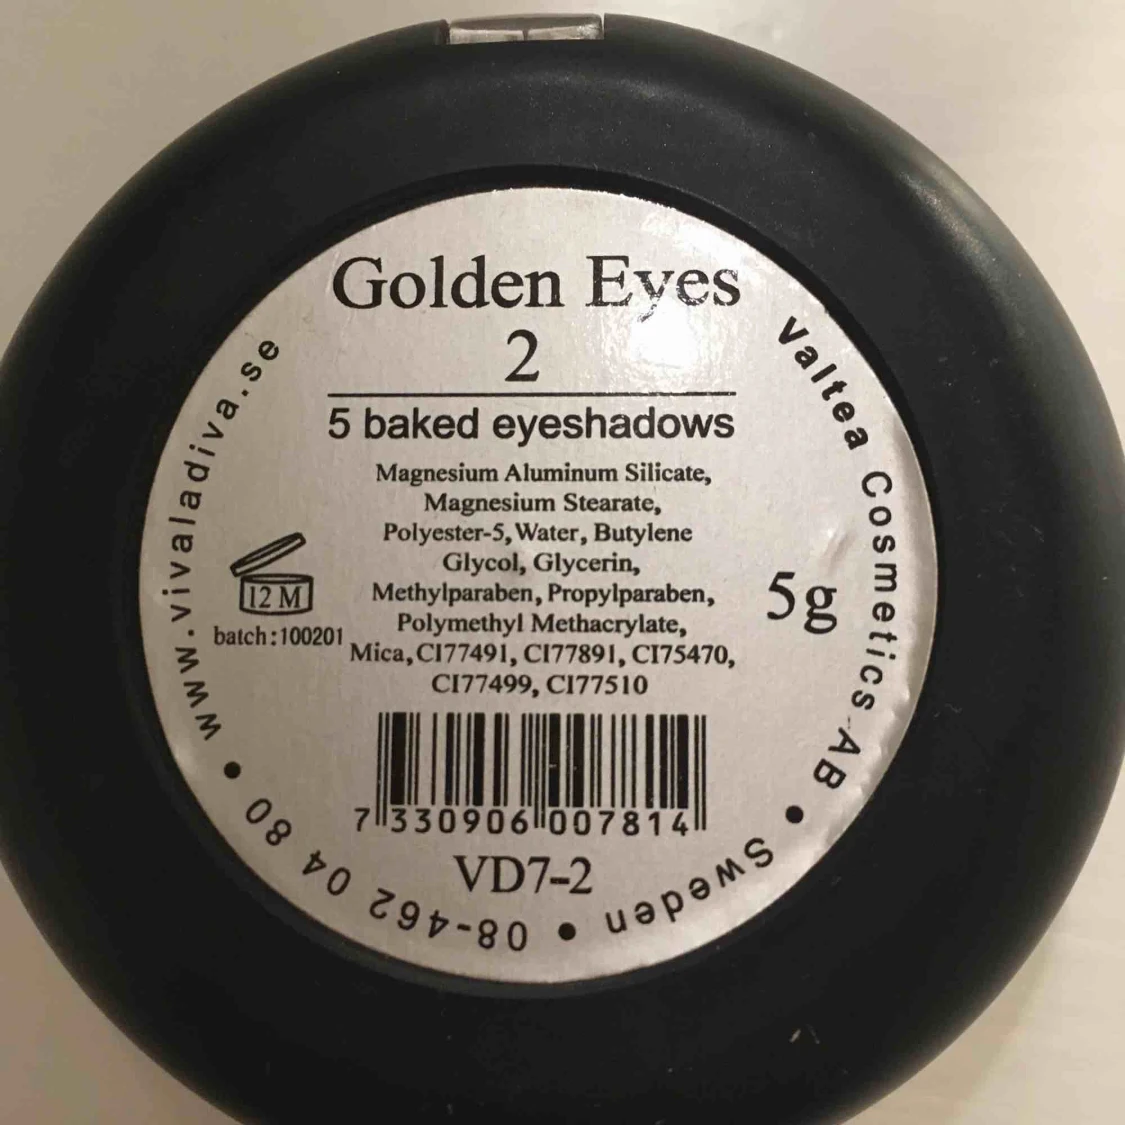 Golden Eyes
2
5 baked eyeshadows
Magnesium Aluminum Silicate,
Magnesium Stearate,
Polyester-5, Water, Butylene
Glycol, Glycerin,
Methylparaben, Propylparaben,
Polymethyl Methacrylate,
Mica, CI77491, CI77891, CI75470,
CI77499, CI77510
12 M
batch:100201
5g
7 330906 007814
VD7-2
www.vivaladiva.se
Valtea Cosmetics AB • Sweden • 08-462 04 80 •